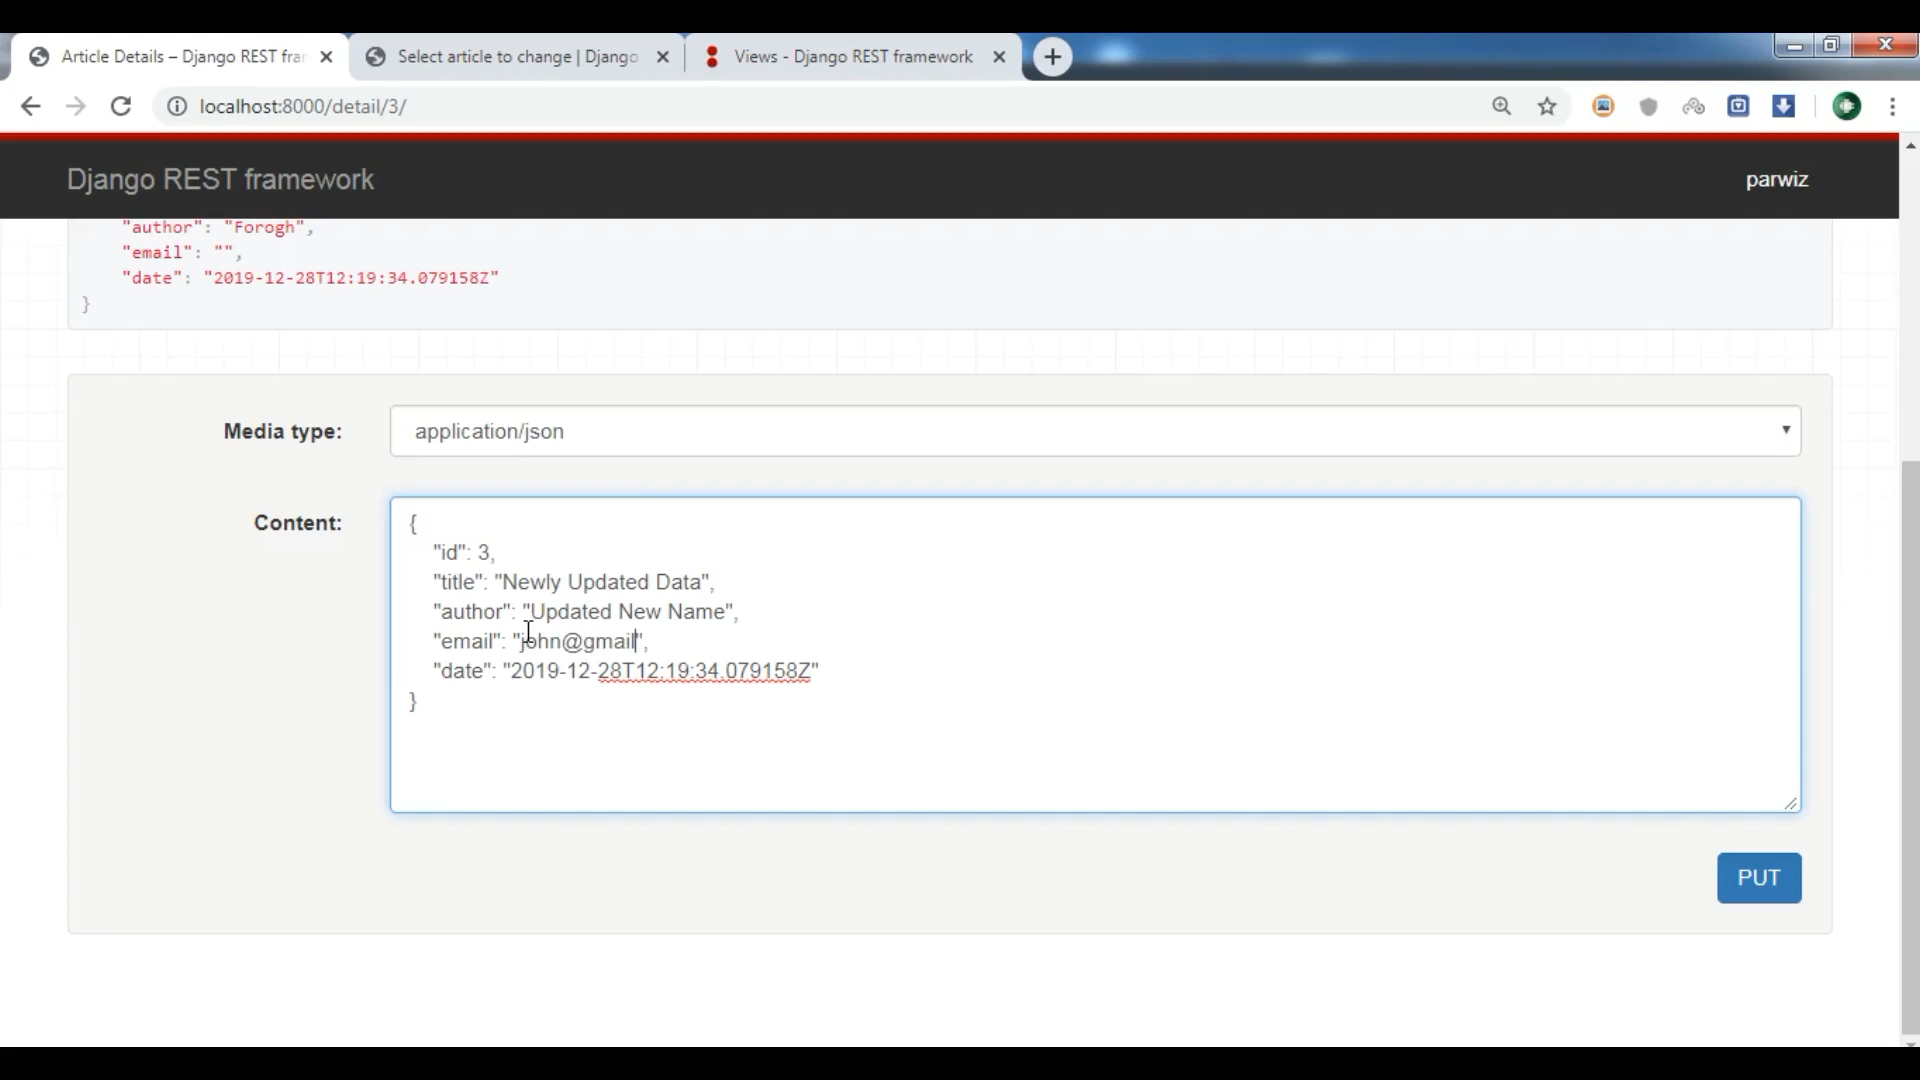 Article Details – Django REST fra
Select article to change | Django
Views - Django REST framework
localhost:8000/detail/3/
Django REST framework
parwiz
"author": "Forogh",
"email": "",
"date": "2019-12-28T12:19:34.079158Z"
}
Media type:
application/json
Content:
{
"id": 3,
"title": "Newly Updated Data",
"author": "Updated New Name",
"email": "john@gmail",
"date": "2019-12-28T12:19:34.079158Z"
}
PUT